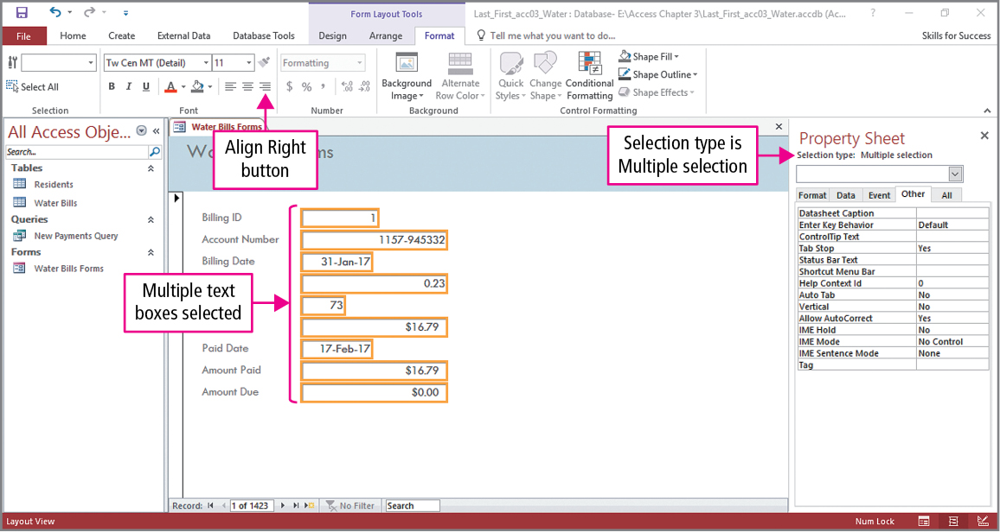 Form Layout Tools
Last_First_acc03_Water : Database- E:\Access Chapter 3\Last_First_acc03_Water.accdb (Ac...
?
File
Home
Create
External Data
Database Tools
Design
Arrange
Format
Tell me what you want to do...
Skills for Success
Tw Cen MT (Detail)
11
Formatting
Select All
B I U A
$ % ,
Background Image
Alternate Row Color
Quick Styles
Change Shape
Conditional Formatting
Shape Fill
Shape Outline
Shape Effects
Selection
Font
Number
Background
Control Formatting
All Access Obje...
Search...
Tables
Residents
Water Bills
Queries
New Payments Query
Forms
Water Bills Forms
Water Bills Forms
Align Right
button
Selection type is
Multiple selection
Multiple text
boxes selected
Billing ID
1
Account Number
1157-945332
Billing Date
31-Jan-17
0.23
73
$16.79
Paid Date
17-Feb-17
Amount Paid
$16.79
Amount Due
$0.00
Property Sheet
Selection type: Multiple selection
Format
Data
Event
Other
All
Datasheet Caption
Enter Key Behavior Default
ControlTip Text
Tab Stop Yes
Status Bar Text
Shortcut Menu Bar
Help Context Id 0
Auto Tab No
Vertical No
Allow AutoCorrect Yes
IME Hold No
IME Mode No Control
IME Sentence Mode None
Tag
Record: 1 of 1423 No Filter Search
Layout View
Num Lock